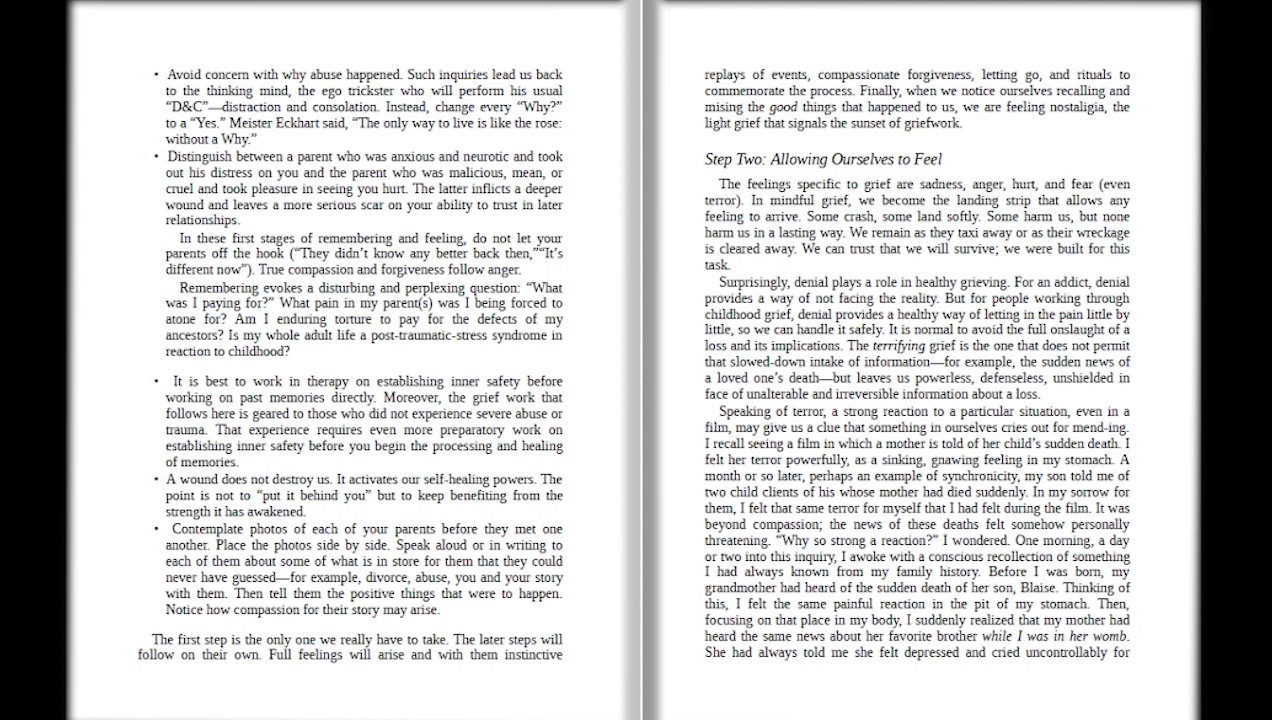 • Avoid concern with why abuse happened. Such inquiries lead us back
to the thinking mind, the ego trickster who will perform his usual
“D&C”—distraction and consolation. Instead, change every “Why?”
to a “Yes.” Meister Eckhart said, “The only way to live is like the rose:
without a Why.”
• Distinguish between a parent who was anxious and neurotic and took
out his distress on you and the parent who was malicious, mean, or
cruel and took pleasure in seeing you hurt. The latter inflicts a deeper
wound and leaves a more serious scar on your ability to trust in later
relationships.
In these first stages of remembering and feeling, do not let your
parents off the hook (“They didn’t know any better back then,”“It’s
different now”). True compassion and forgiveness follow anger.
Remembering evokes a disturbing and perplexing question: “What
was I paying for?” What pain in my parent(s) was I being forced to
atone for? Am I enduring torture to pay for the defects of my
ancestors? Is my whole adult life a post-traumatic-stress syndrome in
reaction to childhood?
• It is best to work in therapy on establishing inner safety before
working on past memories directly. Moreover, the grief work that
follows here is geared to those who did not experience severe abuse or
trauma. That experience requires even more preparatory work on
establishing inner safety before you begin the processing and healing
of memories.
• A wound does not destroy us. It activates our self-healing powers. The
point is not to “put it behind you” but to keep benefiting from the
strength it has awakened.
• Contemplate photos of each of your parents before they met one
another. Place the photos side by side. Speak aloud or in writing to
each of them about some of what is in store for them that they could
never have guessed—for example, divorce, abuse, you and your story
with them. Then tell them the positive things that were to happen.
Notice how compassion for their story may arise.
The first step is the only one we really have to take. The later steps will
follow on their own. Full feelings will arise and with them instinctive
replays of events, compassionate forgiveness, letting go, and rituals to
commemorate the process. Finally, when we notice ourselves recalling and
mising the good things that happened to us, we are feeling nostaligia, the
light grief that signals the sunset of griefwork.
Step Two: Allowing Ourselves to Feel
The feelings specific to grief are sadness, anger, hurt, and fear (even
terror). In mindful grief, we become the landing strip that allows any
feeling to arrive. Some crash, some land softly. Some harm us, but none
harm us in a lasting way. We remain as they taxi away or as their wreckage
is cleared away. We can trust that we will survive; we were built for this
task.
Surprisingly, denial plays a role in healthy grieving. For an addict, denial
provides a way of not facing the reality. But for people working through
childhood grief, denial provides a healthy way of letting in the pain little by
little, so we can handle it safely. It is normal to avoid the full onslaught of a
loss and its implications. The terrifying grief is the one that does not permit
that slowed-down intake of information—for example, the sudden news of
a loved one’s death—but leaves us powerless, defenseless, unshielded in
face of unalterable and irreversible information about a loss.
Speaking of terror, a strong reaction to a particular situation, even in a
film, may give us a clue that something in ourselves cries out for mend-ing.
I recall seeing a film in which a mother is told of her child’s sudden death. I
felt her terror powerfully, as a sinking, gnawing feeling in my stomach. A
month or so later, perhaps an example of synchronicity, my son told me of
two child clients of his whose mother had died suddenly. In my sorrow for
them, I felt that same terror for myself that I had felt during the film. It was
beyond compassion; the news of these deaths felt somehow personally
threatening. “Why so strong a reaction?” I wondered. One morning, a day
or two into this inquiry, I awoke with a conscious recollection of something
I had always known from my family history. Before I was born, my
grandmother had heard of the sudden death of her son, Blaise. Thinking of
this, I felt the same painful reaction in the pit of my stomach. Then,
focusing on that place in my body, I suddenly realized that my mother had
heard the same news about her favorite brother while I was in her womb.
She had always told me she felt depressed and cried uncontrollably for